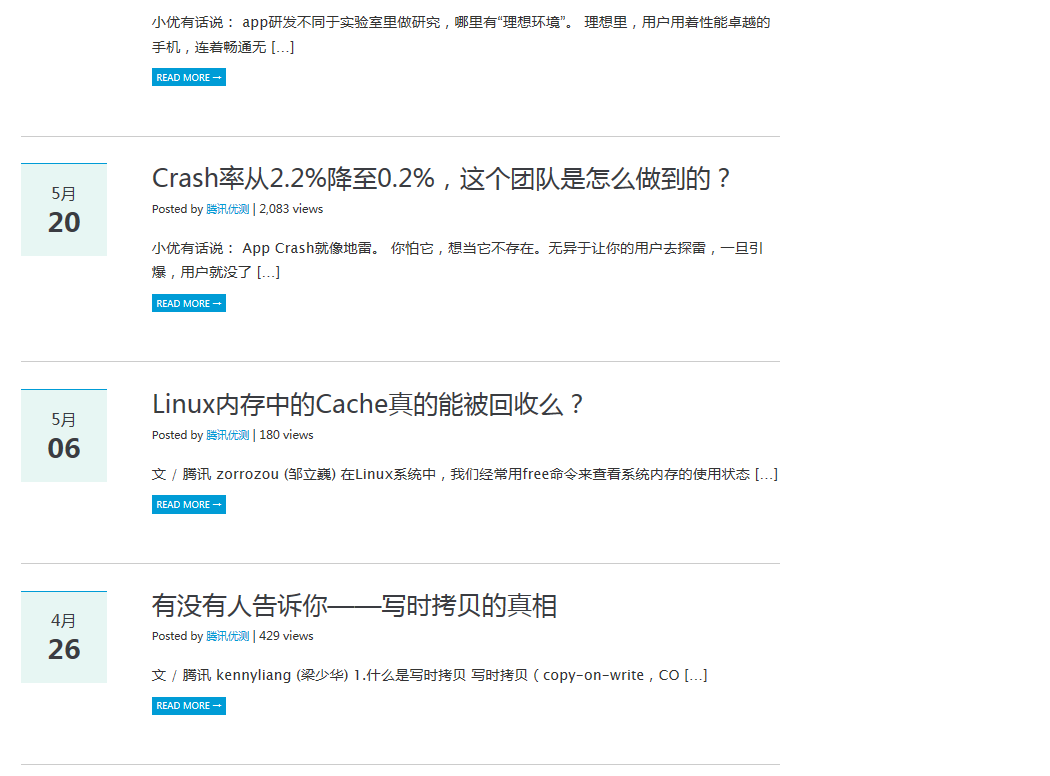 小优有话说： app研发不同于实验室里做研究，哪里有“理想环境”。 理想里，用户用着性能卓越的
手机，连着畅通无 [...]
READ MORE →
5月
20
Crash率从2.2%降至0.2%，这个团队是怎么做到的？
Posted by 腾讯优测 | 2,083 views
小优有话说： App Crash就像地雷。 你怕它，想当它不存在。无异于让你的用户去探雷，一旦引
爆，用户就没了 [...]
READ MORE →
5月
06
Linux内存中的Cache真的能被回收么？
Posted by 腾讯优测 | 180 views
文 / 腾讯 zorrozou (邹立巍) 在Linux系统中，我们经常用free命令来查看系统内存的使用状态 [...]
READ MORE →
4月
26
有没有人告诉你——写时拷贝的真相
Posted by 腾讯优测 | 429 views
文 / 腾讯 kennyliang (梁少华) 1.什么是写时拷贝 写时拷贝（copy-on-write，CO [...]
READ MORE →